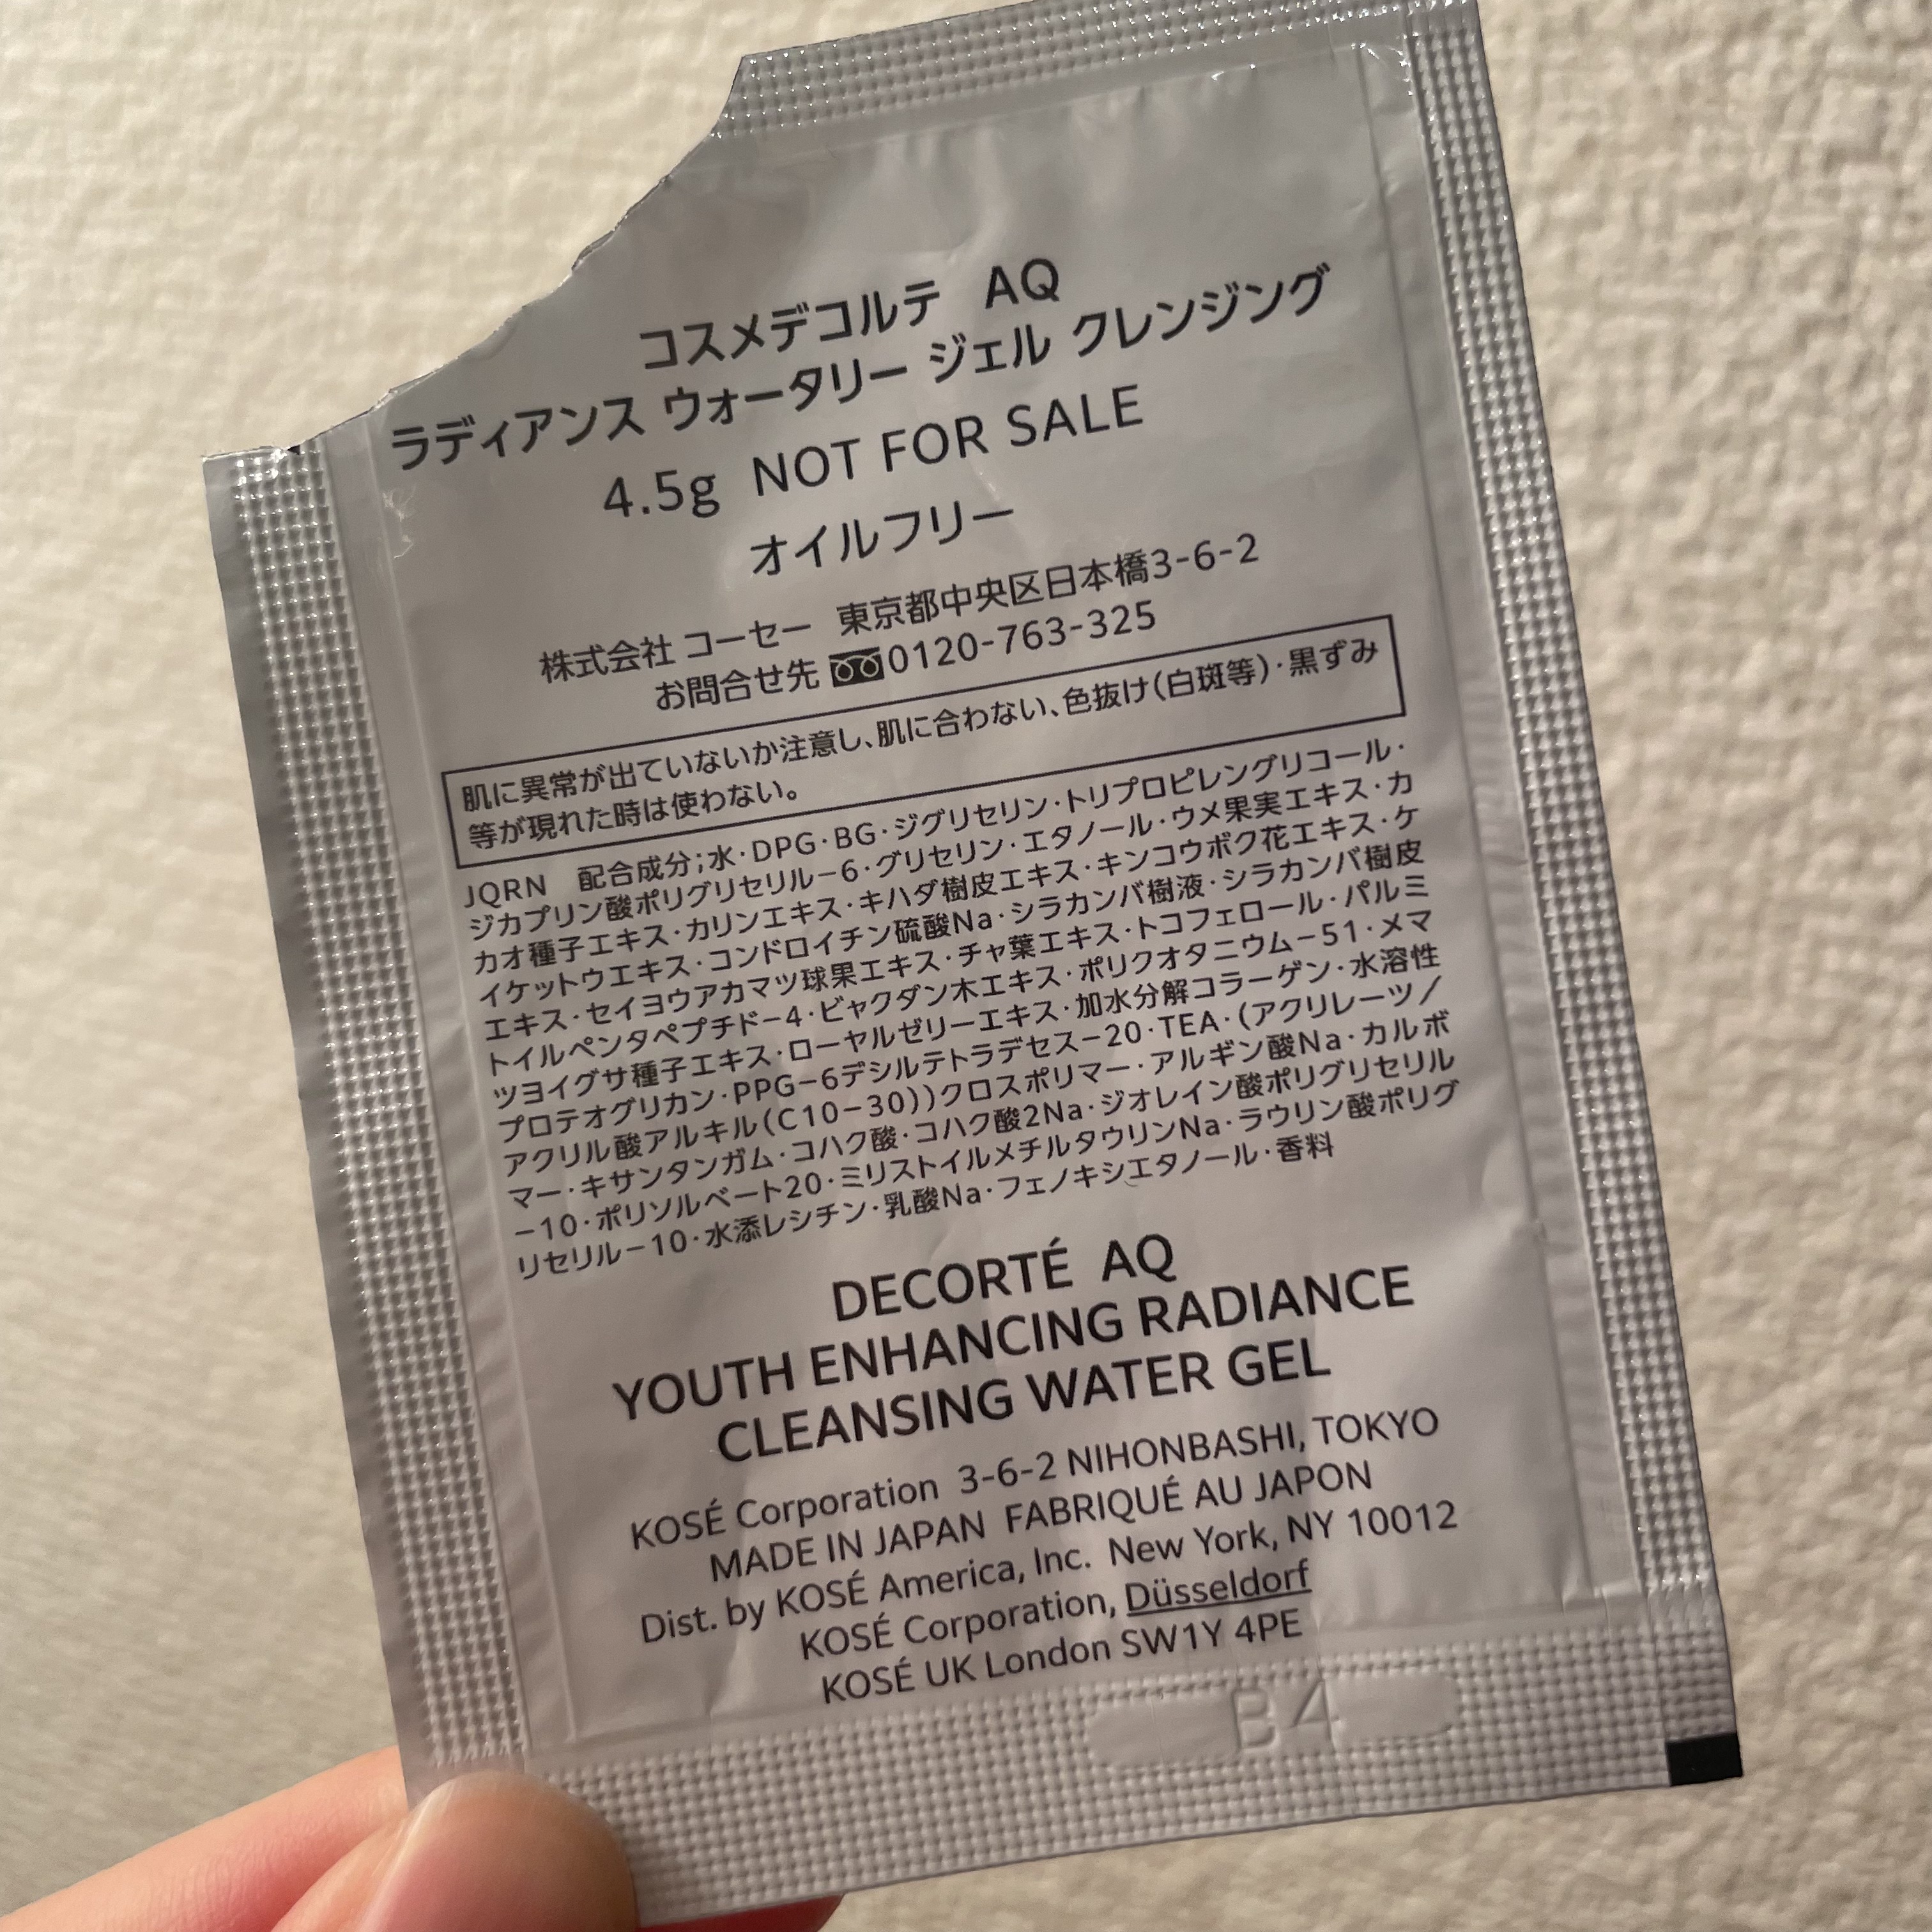 コスメデコルテ AQ
ラディアンス ウォータリー ジェル クレンジング
4.5g NOT FOR SALE
オイルフリー
株式会社 コーセー 東京都中央区日本橋3-6-2
お問合せ先 0120-763-325
肌に異常が出ていないか注意し、肌に合わない、色抜け(白斑等)・黒ずみ
等が現れた時は使わない。
JQRN 配合成分;水・DPG・BG・ジグリセリン・トリプロピレングリコール・
ジカプリン酸ポリグリセリル−6・グリセリン・エタノール・ウメ果実エキス・カ
カオ種子エキス・カリンエキス・キハダ樹皮エキス・キンコウボク花エキス・ケ
イケットウエキス・コンドロイチン硫酸Na・シラカンバ樹液・シラカンバ樹皮
エキス・セイヨウアカマツ球果エキス・チャ葉エキス・トコフェロール・パルミ
トイルペンタペプチド−4・ビャクダン木エキス・ポリクオタニウム−51・メマ
ツヨイグサ種子エキス・ローヤルゼリーエキス・加水分解コラーゲン・水溶性
プロテオグリカン・PPG−6デシルテトラデセス−20・TEA・(アクリレーツ/
アクリル酸アルキル(C10−30))クロスポリマー・アルギン酸Na・カルボ
マー・キサンタンガム・コハク酸・コハク酸2Na・ジオレイン酸ポリグリセリル
−10・ポリソルベート20・ミリストイルメチルタウリンNa・ラウリン酸ポリグ
リセリル−10・水添レシチン・乳酸Na・フェノキシエタノール・香料
DECORTÉ AQ
YOUTH ENHANCING RADIANCE
CLEANSING WATER GEL
KOSÉ Corporation 3-6-2 NIHONBASHI, TOKYO
MADE IN JAPAN FABRIQUÉ AU JAPON
Dist. by KOSÉ America, Inc. New York, NY 10012
KOSÉ Corporation, Düsseldorf
KOSÉ UK London SW1Y 4PE
B4